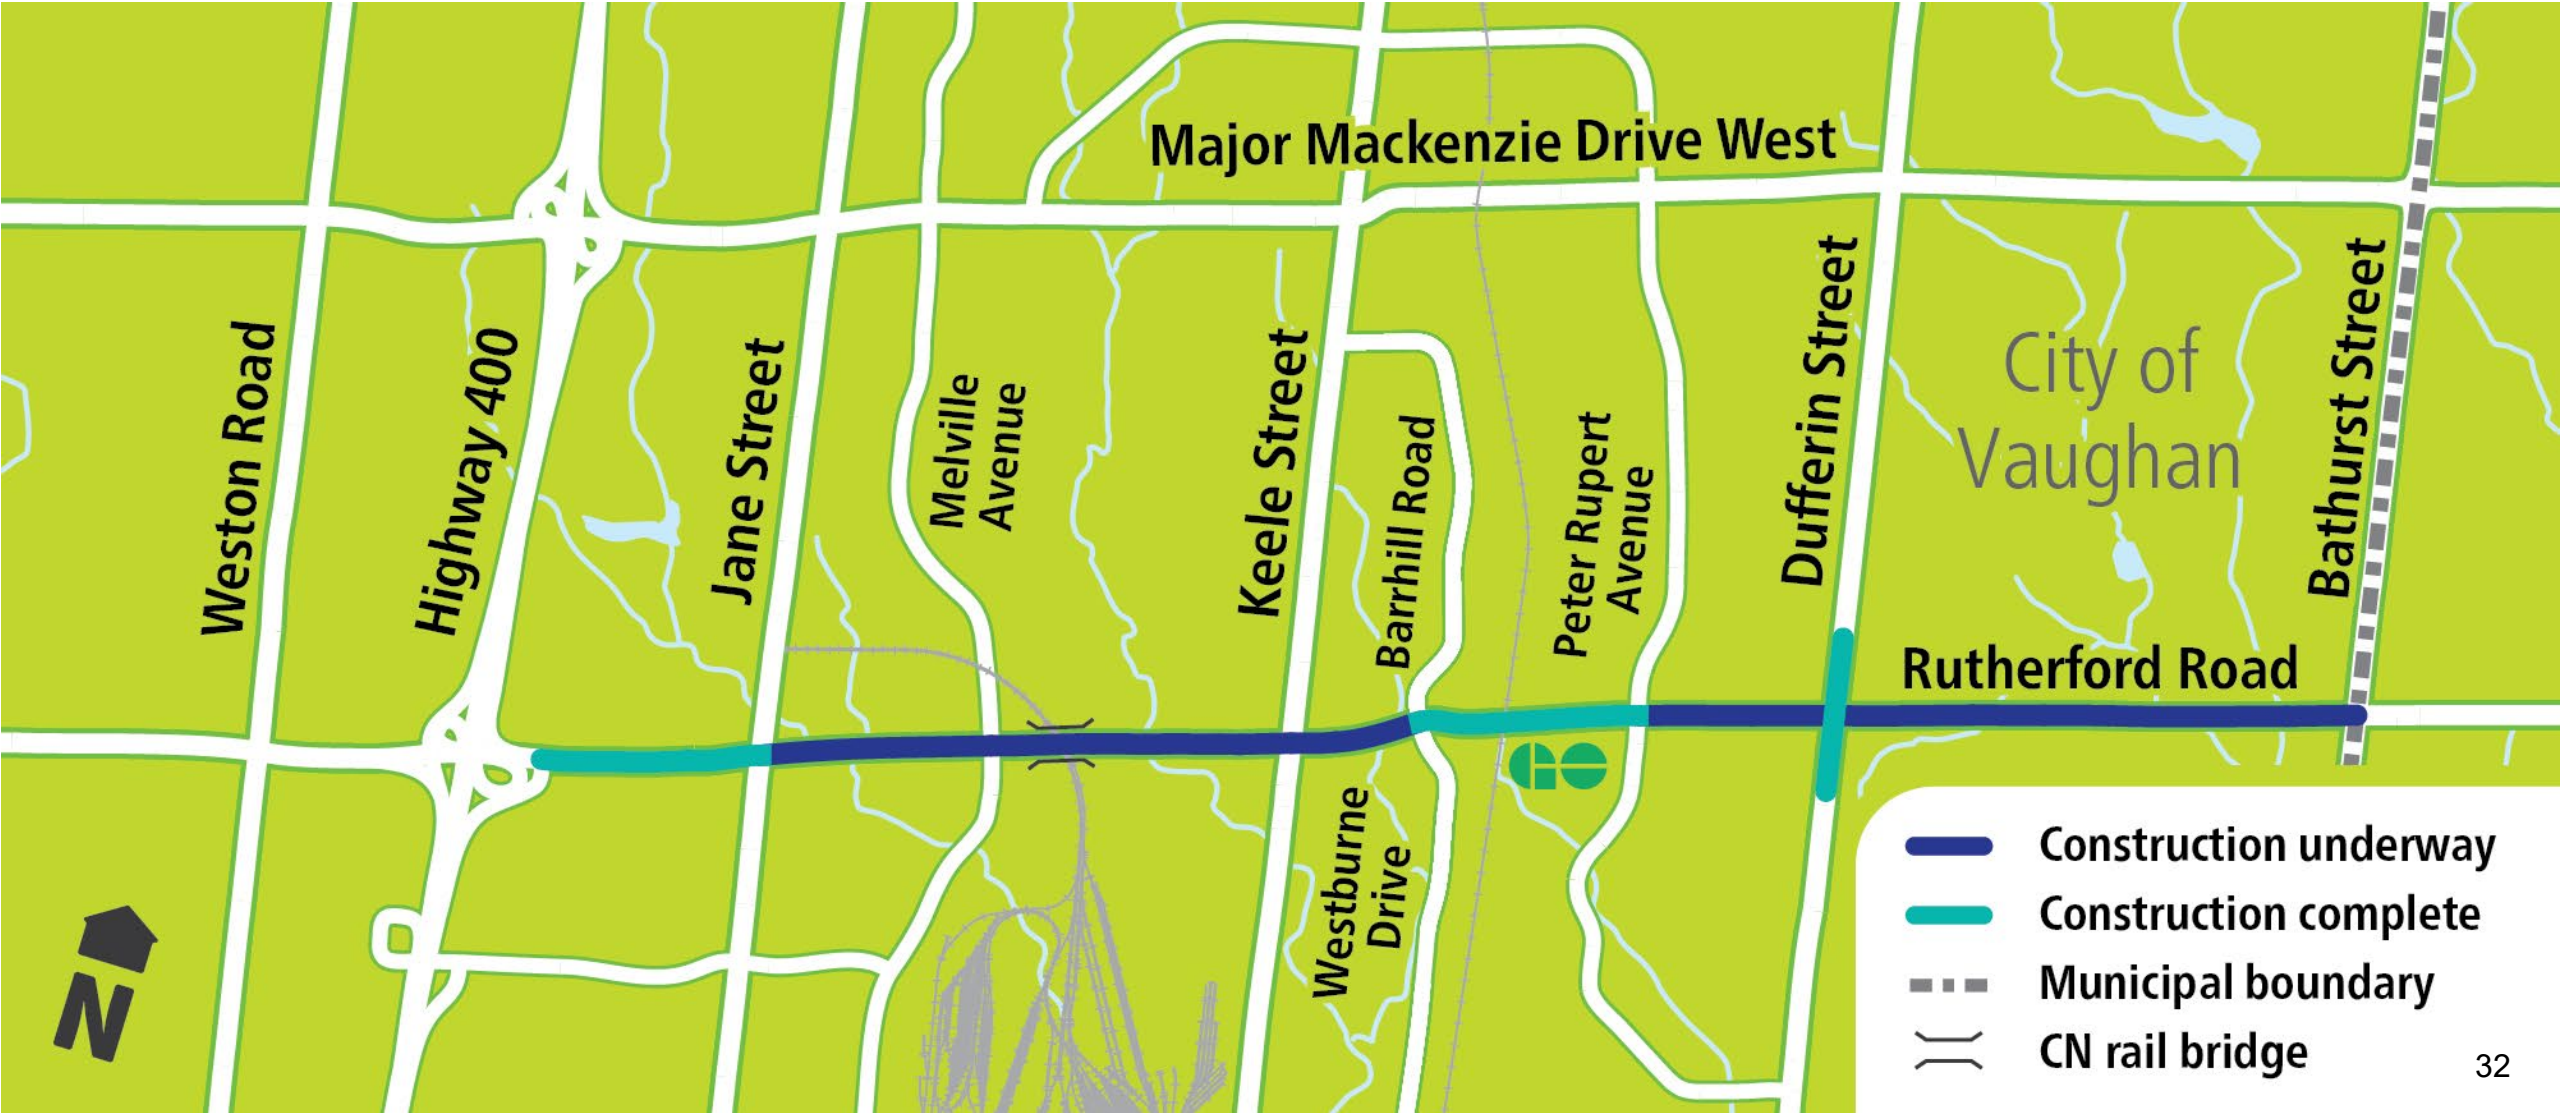 Major Mackenzie Drive West
Weston Road
Highway 400
Jane Street
Melville
Avenue
Keele Street
Barrhill Road
Peter Rupert
Avenue
Dufferin Street
City of
Vaughan
Bathurst Street
Rutherford Road
GO
Westburne
Drive
N
Construction underway
Construction complete
Municipal boundary
CN rail bridge
32